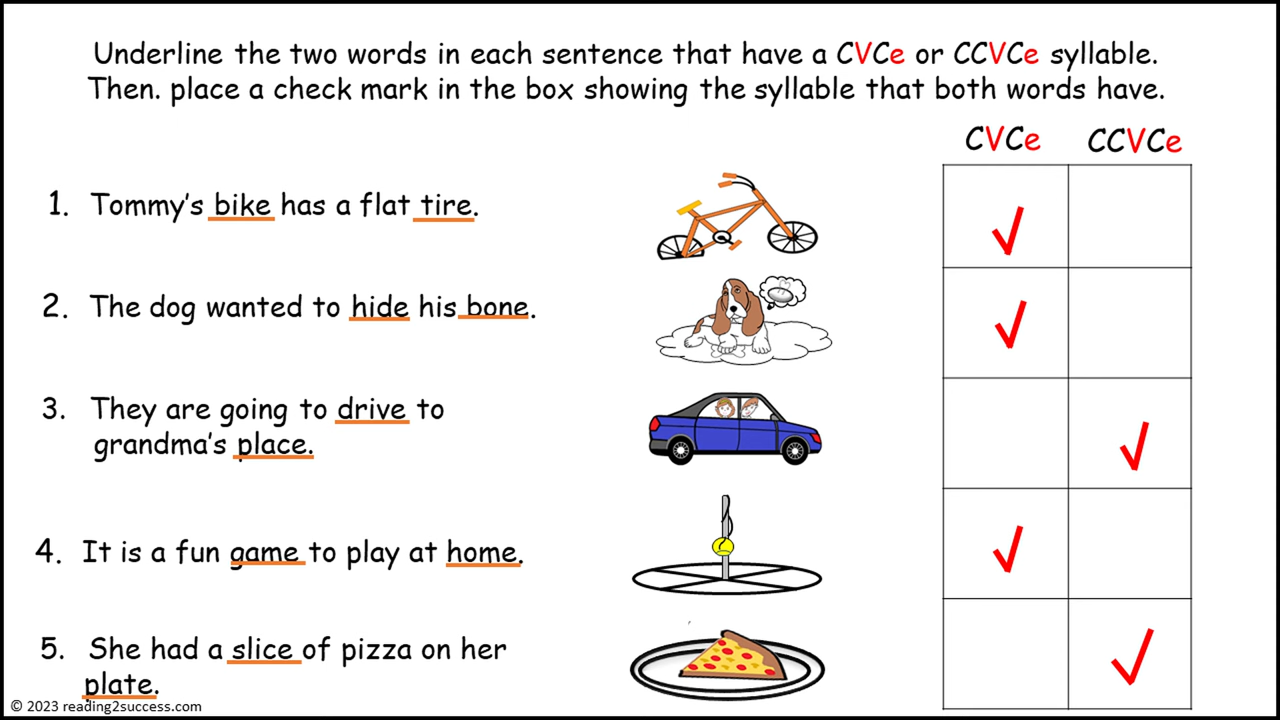 Underline the two words in each sentence that have a CVCe or CCVCe syllable.
Then. place a check mark in the box showing the syllable that both words have.
CVCe CCVCe
1. Tommy's bike has a flat tire.
2. The dog wanted to hide his bone.
3. They are going to drive to
grandma's place.
4. It is a fun game to play at home.
5. She had a slice of pizza on her
plate.
© 2023 reading2success.com